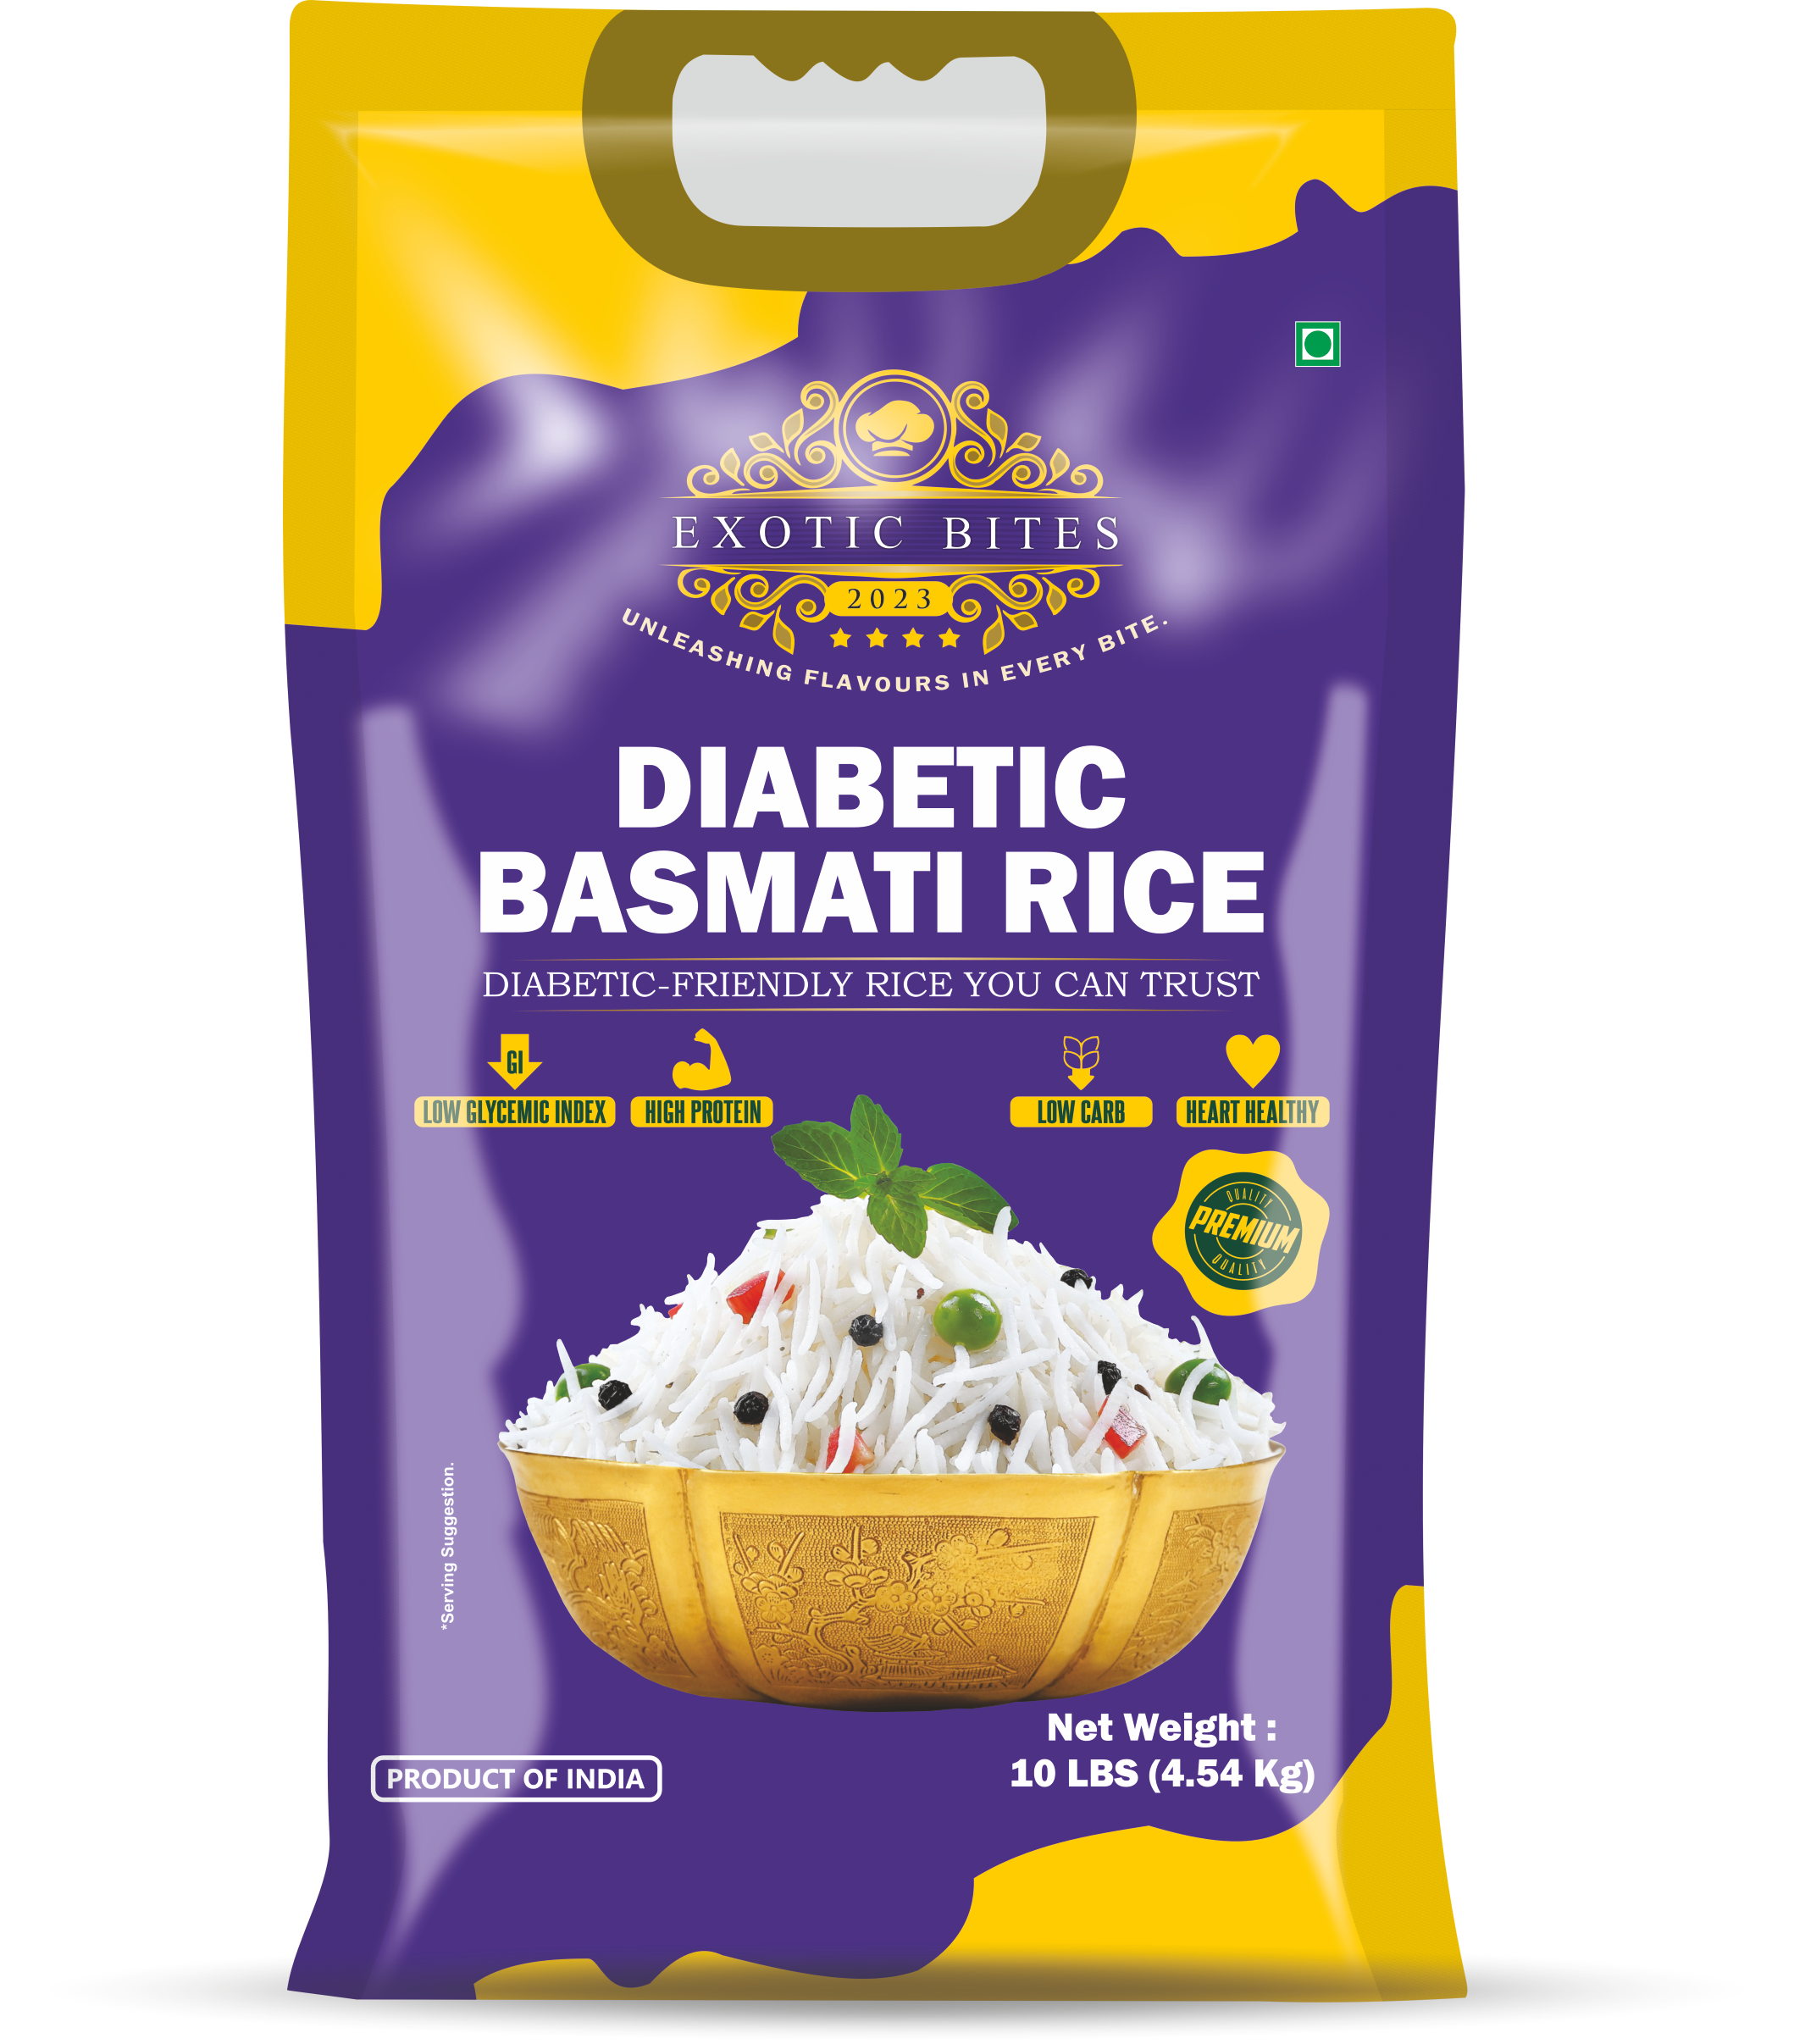 EXOTIC BITES
2023
UNLEASHING FLAVOURS IN EVERY BITE.
DIABETIC
BASMATI RICE
DIABETIC-FRIENDLY RICE YOU CAN TRUST
GI
LOW GLYCEMIC INDEX
HIGH PROTEIN
LOW CARB
HEART HEALTHY
QUALITY
PREMIUM
QUALITY
*Serving Suggestion.
Net Weight :
10 LBS (4.54 Kg)
PRODUCT OF INDIA